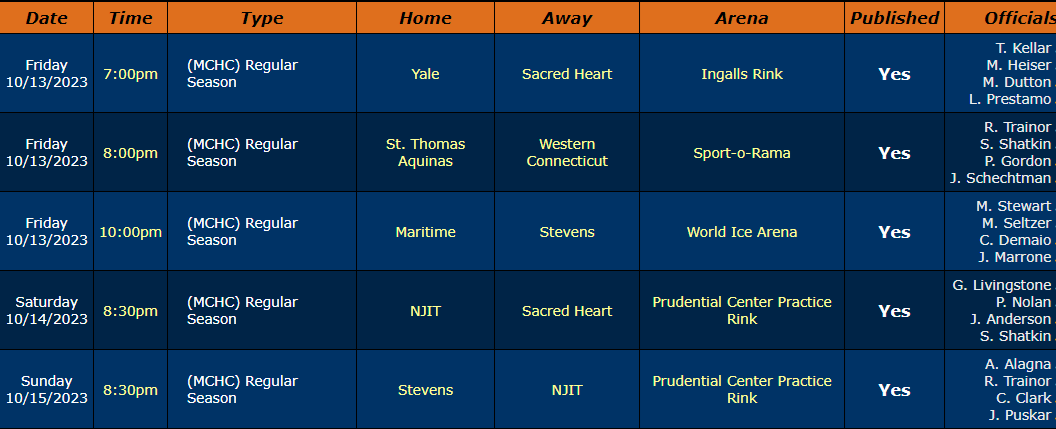 Date Time Type Home Away Arena Published Officials
Friday 10/13/2023 7:00pm (MCHC) Regular Season Yale Sacred Heart Ingalls Rink Yes T. Kellar
M. Heiser
M. Dutton
L. Prestamo
Friday 10/13/2023 8:00pm (MCHC) Regular Season St. Thomas Aquinas Western Connecticut Sport-o-Rama Yes R. Trainor
S. Shatkin
P. Gordon
J. Schechtman
Friday 10/13/2023 10:00pm (MCHC) Regular Season Maritime Stevens World Ice Arena Yes M. Stewart
M. Seltzer
C. Demaio
J. Marrone
Saturday 10/14/2023 8:30pm (MCHC) Regular Season NJIT Sacred Heart Prudential Center Practice Rink Yes G. Livingstone
P. Nolan
J. Anderson
S. Shatkin
Sunday 10/15/2023 8:30pm (MCHC) Regular Season Stevens NJIT Prudential Center Practice Rink Yes A. Alagna
R. Trainor
C. Clark
J. Puskar